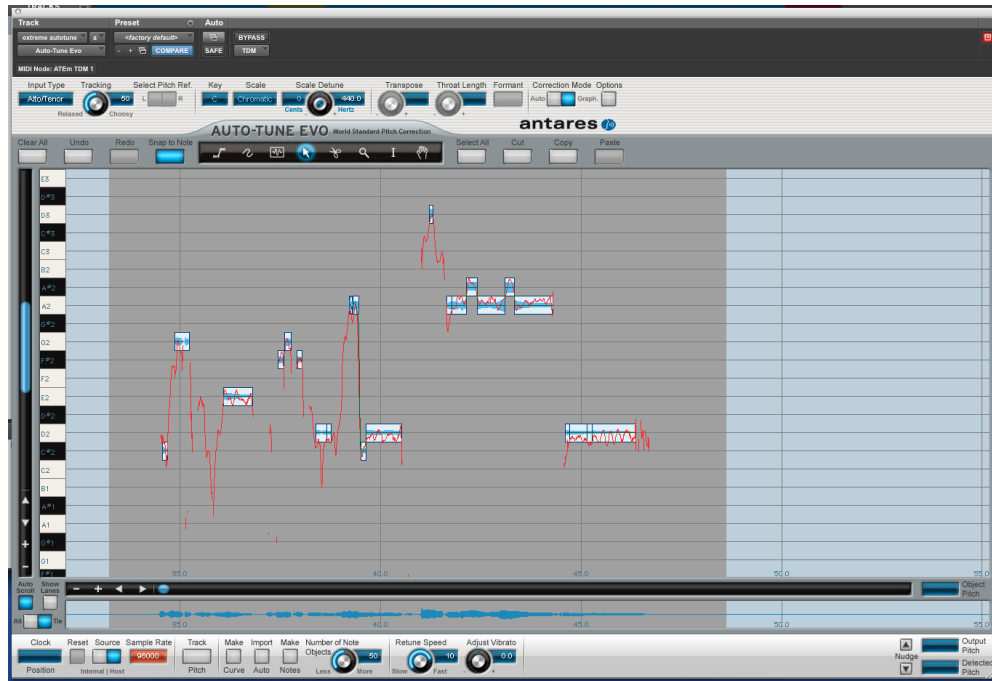 Track Preset Auto
extreme autotune a <factory default> BYPASS
Auto-Tune Evo - + COMPARE SAFE TDM
MIDI Node: ATEm TDM 1
Input Type Tracking Select Pitch Ref. Key Scale Scale Detune Transpose Throat Length Formant Correction Mode Options
Alto/Tenor 50 L R C Chromatic 0 440.0 Auto Graph.
Relaxed Choosy Cents Hertz - + - +
AUTO-TUNE EVO World Standard Pitch Correction antares
Clear All Undo Redo Snap to Note Select All Cut Copy Paste
E3
D#3
D3
C#3
C3
B2
A#2
A2
G#2
G2
F#2
F2
E2
D#2
D2
C#2
C2
B1
A#1
A1
G#1
G1
F#1
35.0 40.0 45.0 50.0 55.0
Auto Scroll Show Lanes - + Object Pitch
All Tie
Clock Reset Source Sample Rate Track Make Import Make Number of Note Retune Speed Adjust Vibrato Output Pitch
Objects Nudge
96000 50 10 0.0 Detected Pitch
Position Internal | Host Pitch Curve Auto Notes Less More Slow Fast - +